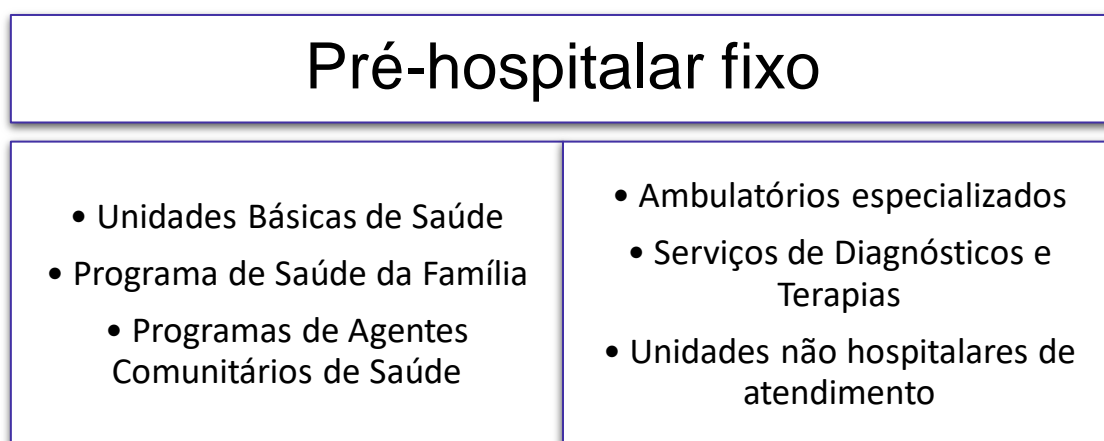 Pré-hospitalar fixo
• Unidades Básicas de Saúde
• Programa de Saúde da Família
• Programas de Agentes
Comunitários de Saúde
• Ambulatórios especializados
• Serviços de Diagnósticos e
Terapias
• Unidades não hospitalares de
atendimento